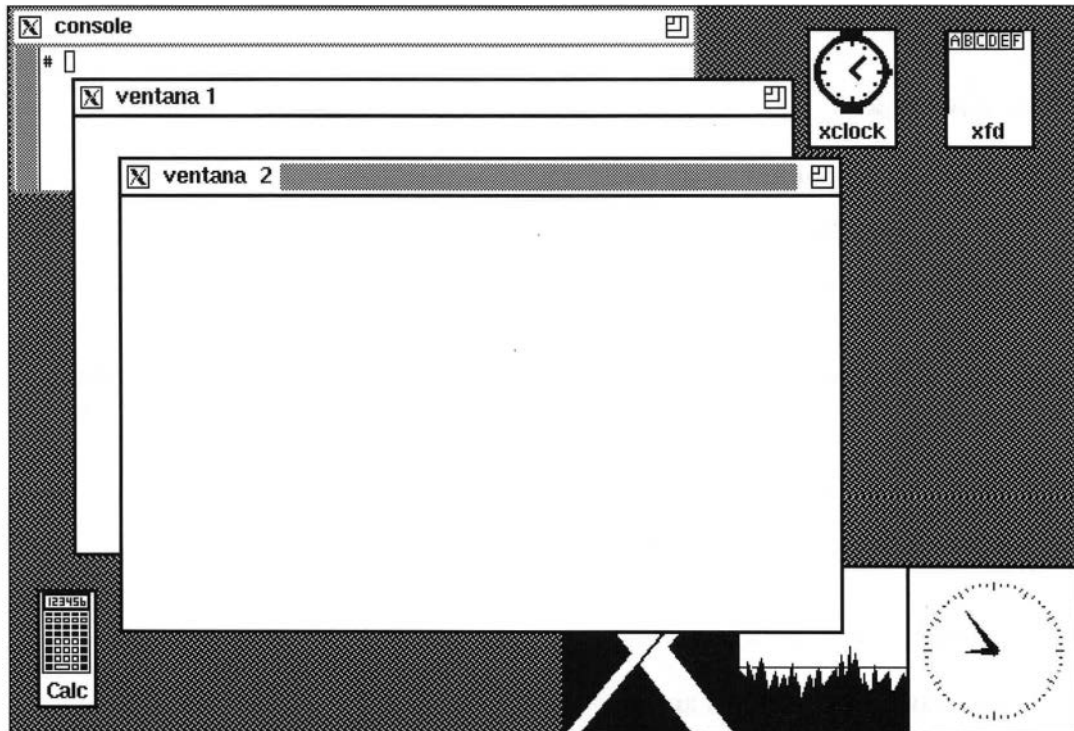 console
#
ventana 1
ventana 2
ABCDEF
xclock
xfd
123456
Calc